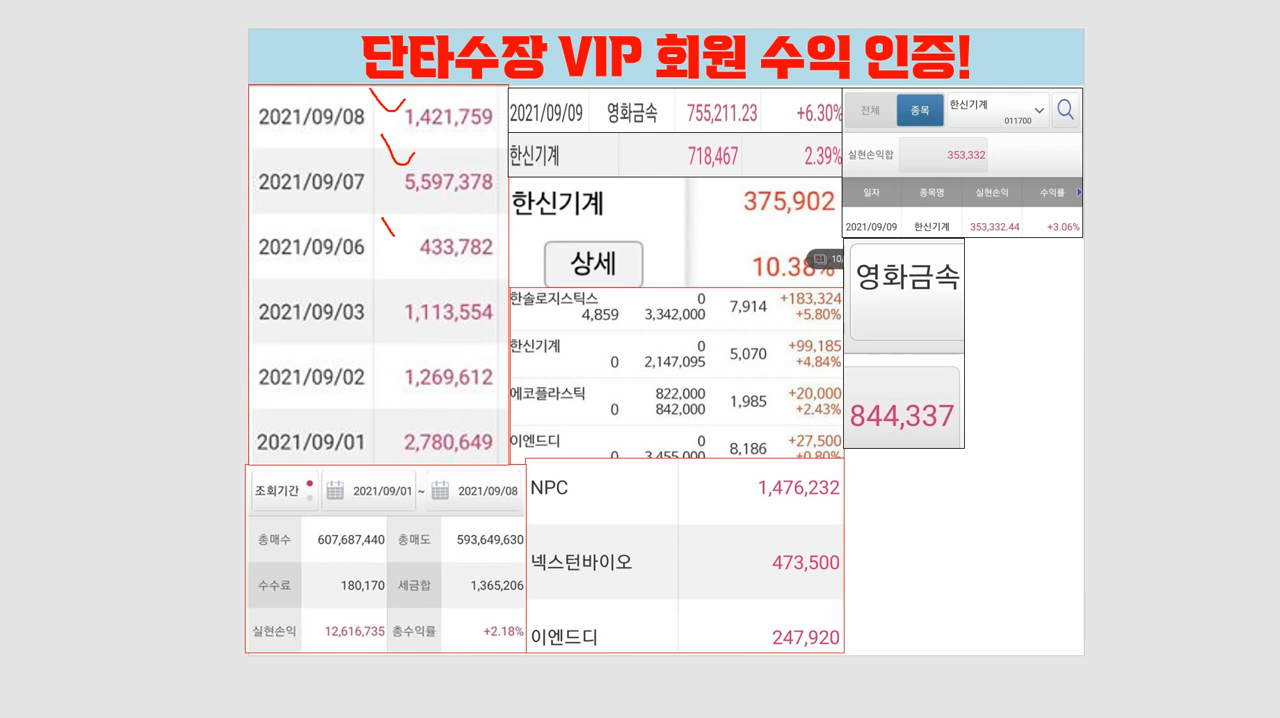 단타수장 VIP 회원 수익 인증!
2021/09/08 1,421,759
2021/09/07 5,597,378
2021/09/06 433,782
2021/09/03 1,113,554
2021/09/02 1,269,612
2021/09/01 2,780,649
조회기간 2021/09/01 ~ 2021/09/08
총매수 607,687,440 총매도 593,649,630
수수료 180,170 세금합 1,365,206
실현손익 12,616,735 총수익률 +2.18%
2021/09/09 영화금속 755,211.23 +6.30%
한신기계 718,467 2.39%
한신기계 375,902
상세 10.38%
10/
한솔로지스틱스 0 7,914 +183,324
4,859 3,342,000 +5.80%
한신기계 0 5,070 +99,185
0 2,147,095 +4.84%
에코플라스틱 822,000 1,985 +20,000
0 842,000 +2.43%
이엔드디 0 8,186 +27,500
0 3,455,000 +0.80%
NPC 1,476,232
넥스턴바이오 473,500
이엔드디 247,920
전체 종목 한신기계
011700
실현손익합 353,332
일자 종목명 실현손익 수익률
2021/09/09 한신기계 353,332.44 +3.06%
영화금속
844,337